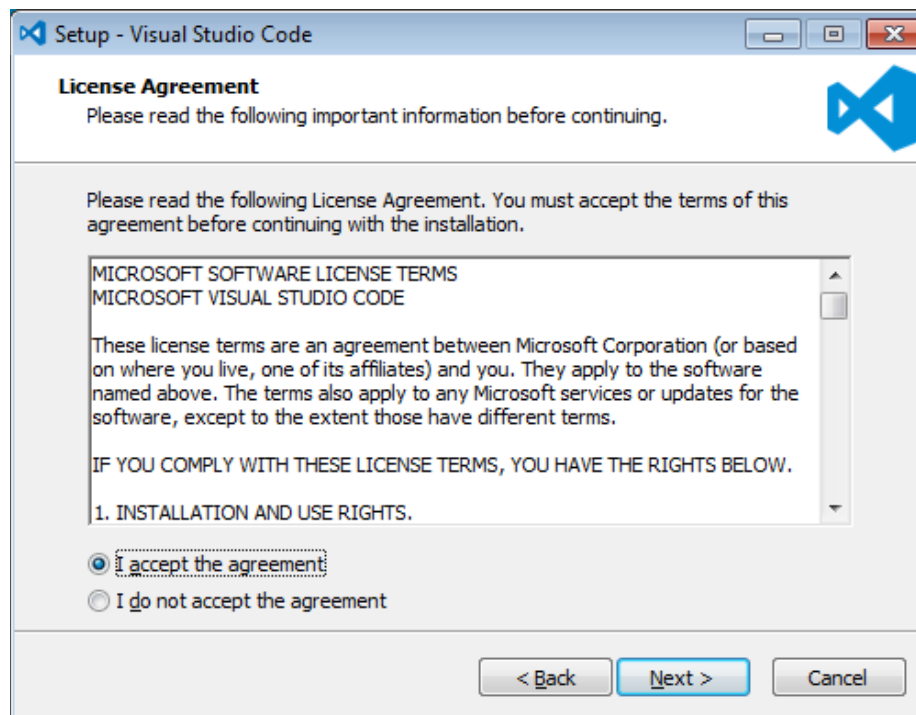 Setup - Visual Studio Code
License Agreement
Please read the following important information before continuing.
Please read the following License Agreement. You must accept the terms of this
agreement before continuing with the installation.
MICROSOFT SOFTWARE LICENSE TERMS
MICROSOFT VISUAL STUDIO CODE
These license terms are an agreement between Microsoft Corporation (or based
on where you live, one of its affiliates) and you. They apply to the software
named above. The terms also apply to any Microsoft services or updates for the
software, except to the extent those have different terms.
IF YOU COMPLY WITH THESE LICENSE TERMS, YOU HAVE THE RIGHTS BELOW.
1. INSTALLATION AND USE RIGHTS.
I accept the agreement
I do not accept the agreement
< Back Next > Cancel